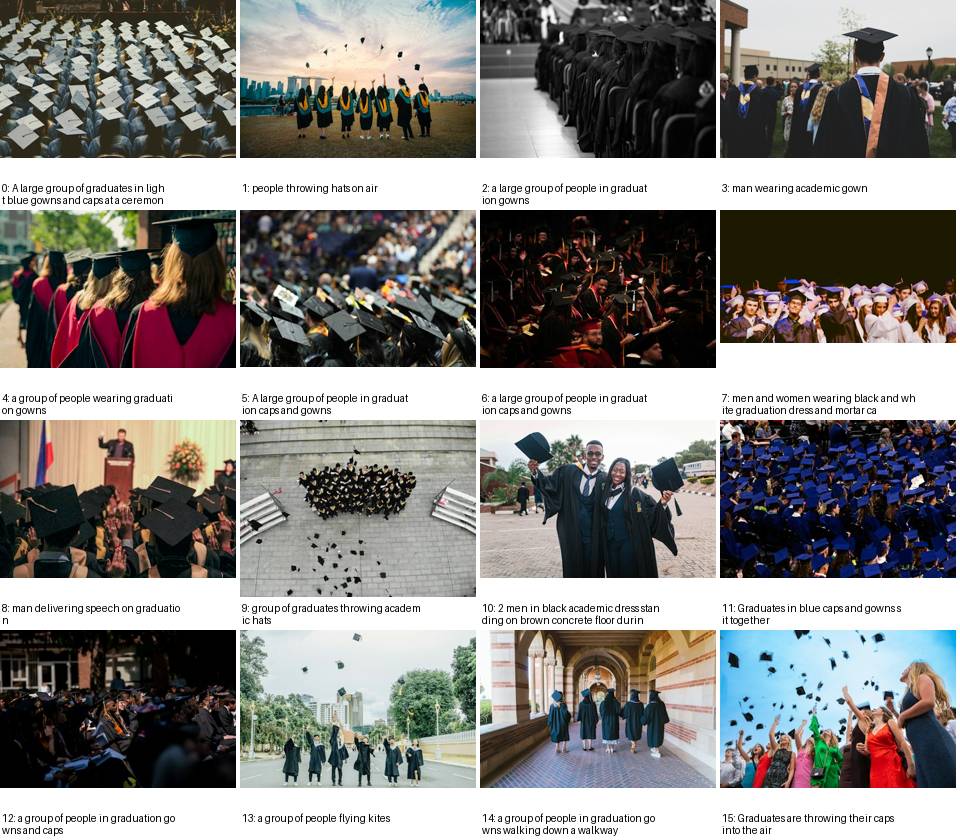 0: A large group of graduates in ligh
t blue gowns and caps at a ceremon
1: people throwing hats on air
2: a large group of people in graduat
ion gowns
3: man wearing academic gown
4: a group of people wearing graduati
on gowns
5: A large group of people in graduat
ion caps and gowns
6: a large group of people in graduat
ion caps and gowns
7: men and women wearing black and wh
ite graduation dress and mortar ca
8: man delivering speech on graduatio
n
9: group of graduates throwing academ
ic hats
10: 2 men in black academic dress stan
ding on brown concrete floor durin
11: Graduates in blue caps and gowns s
it together
12: a group of people in graduation go
wns and caps
13: a group of people flying kites
14: a group of people in graduation go
wns walking down a walkway
15: Graduates are throwing their caps
into the air